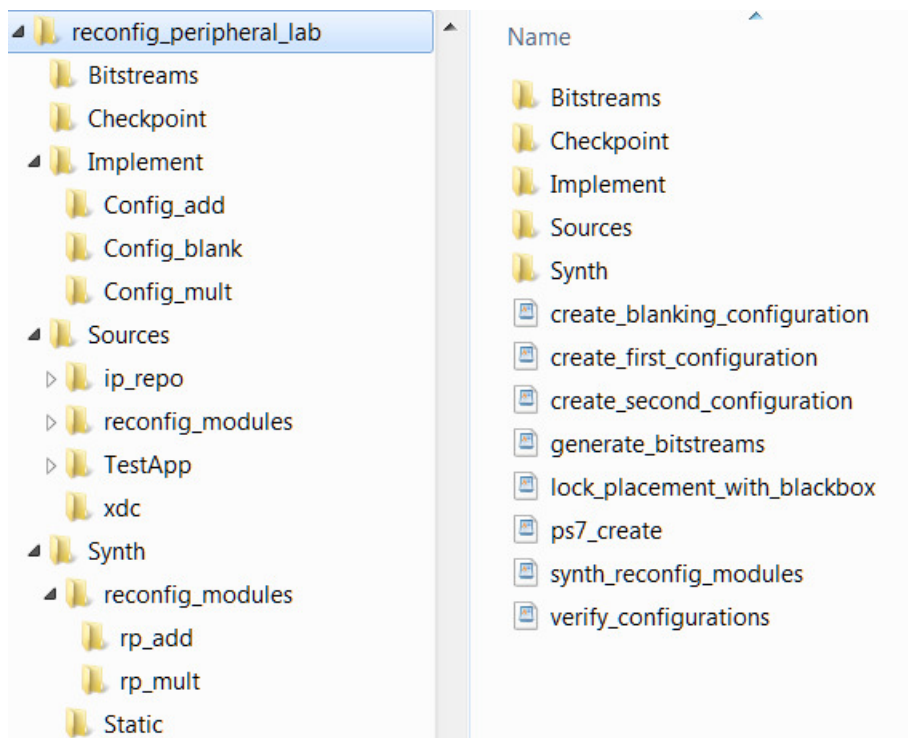 reconfig_peripheral_lab
Bitstreams
Checkpoint
Implement
Config_add
Config_blank
Config_mult
Sources
ip_repo
reconfig_modules
TestApp
xdc
Synth
reconfig_modules
rp_add
rp_mult
Static
Name
Bitstreams
Checkpoint
Implement
Sources
Synth
create_blanking_configuration
create_first_configuration
create_second_configuration
generate_bitstreams
lock_placement_with_blackbox
ps7_create
synth_reconfig_modules
verify_configurations